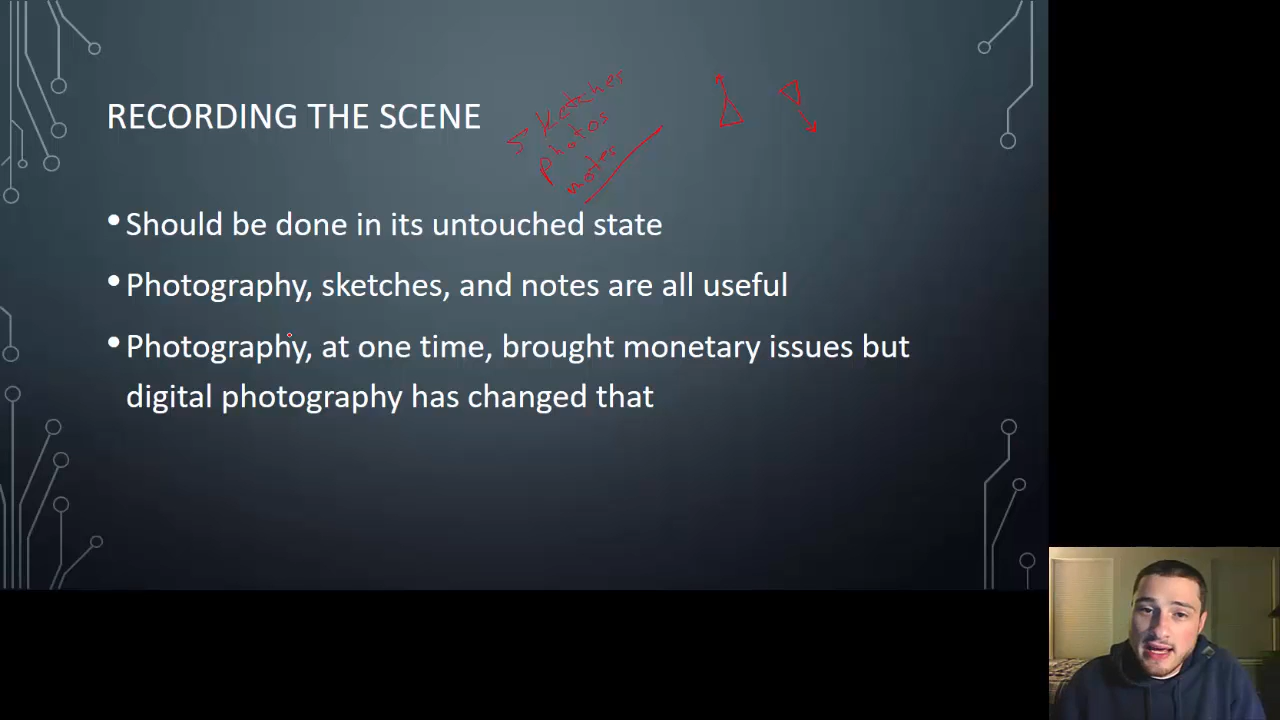 RECORDING THE SCENE
sketches
photos
notes
• Should be done in its untouched state
• Photography, sketches, and notes are all useful
• Photography, at one time, brought monetary issues but
digital photography has changed that